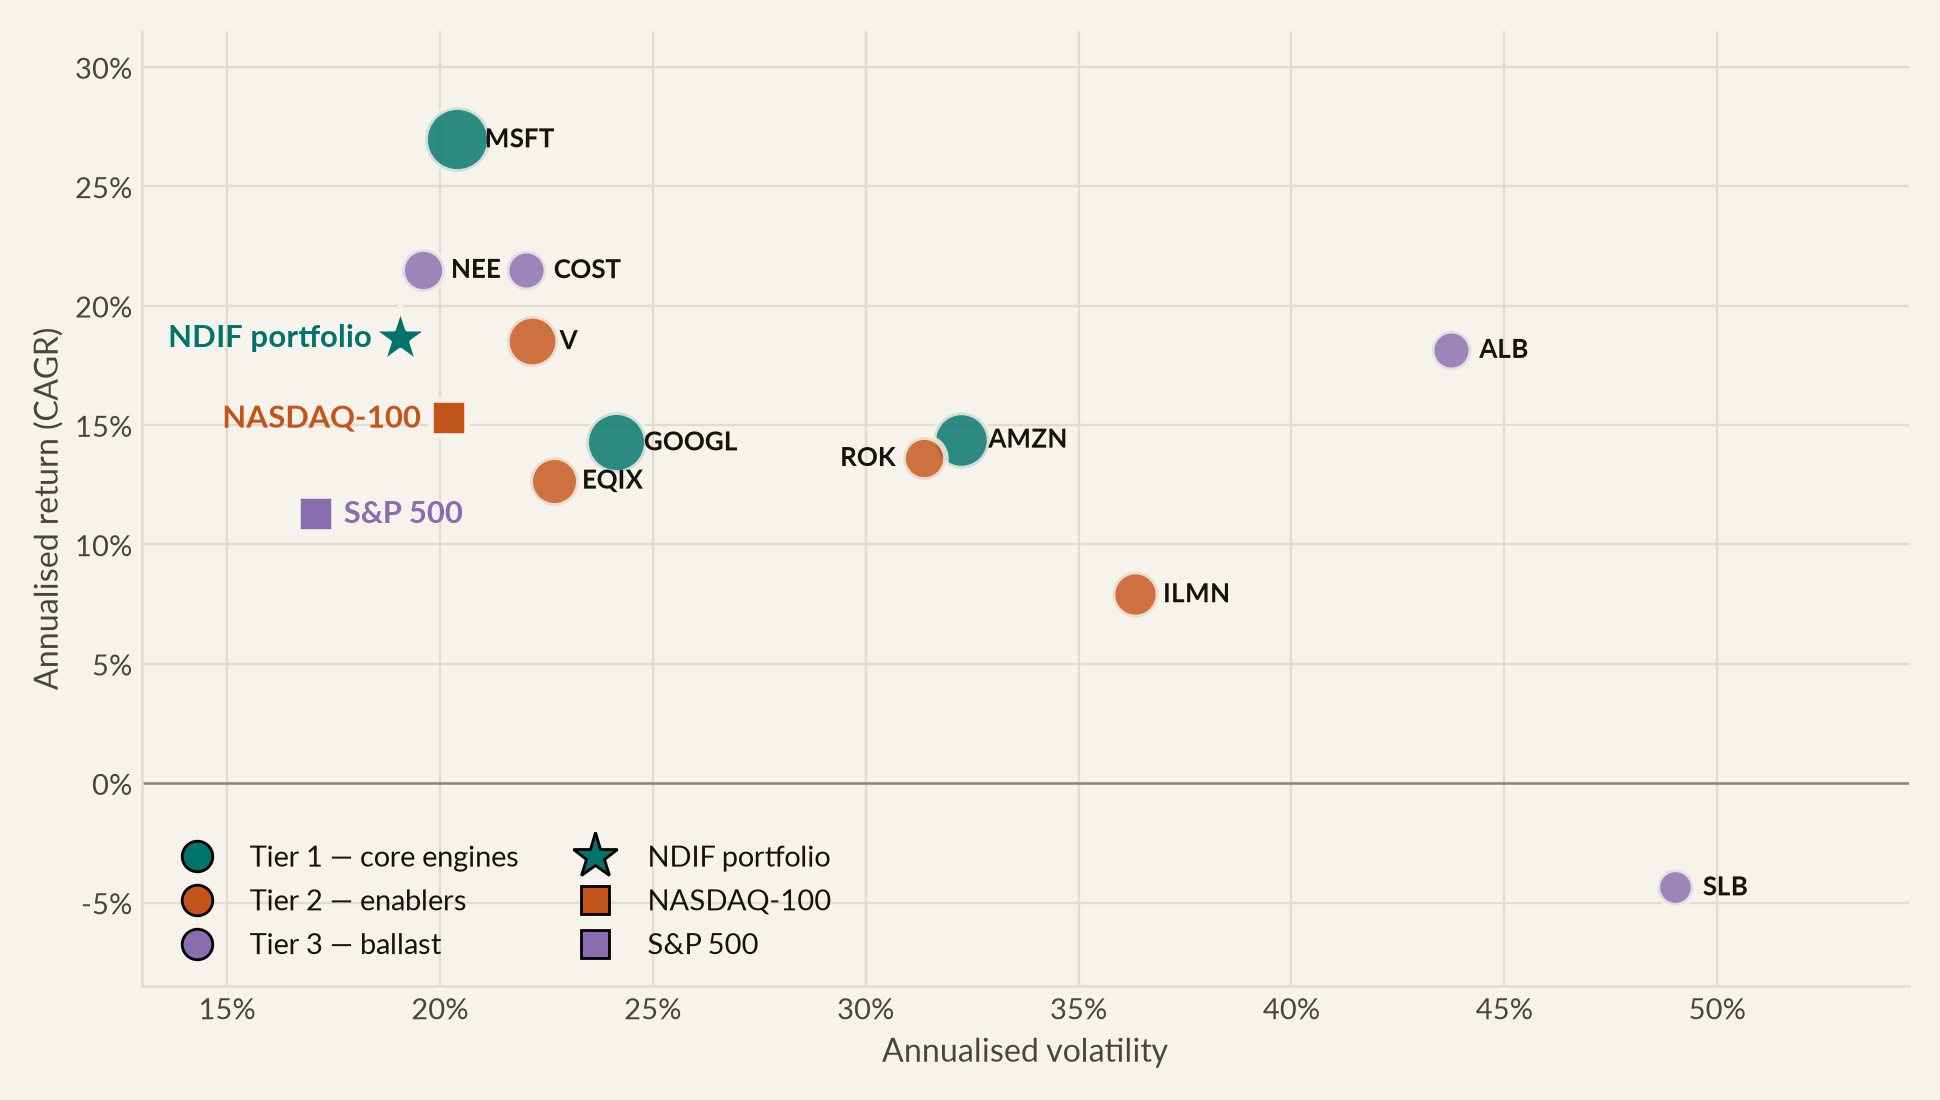 30%
25%
20%
15%
10%
5%
0%
-5%
Annualised return (CAGR)
MSFT
NEE
COST
NDIF portfolio
V
ALB
NASDAQ-100
GOOGL
AMZN
ROK
EQIX
S&P 500
ILMN
SLB
Tier 1 — core engines
Tier 2 — enablers
Tier 3 — ballast
NDIF portfolio
NASDAQ-100
S&P 500
15%
20%
25%
30%
35%
40%
45%
50%
Annualised volatility